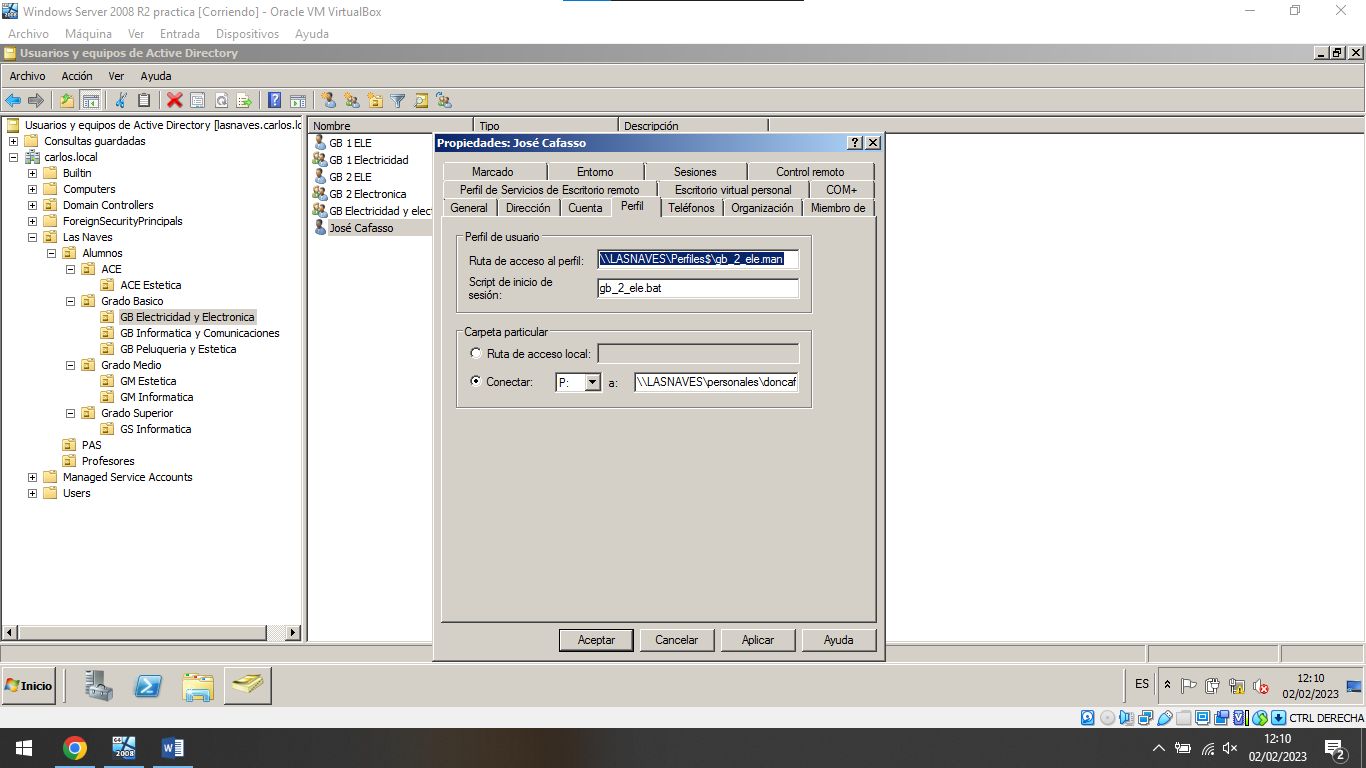 Windows Server 2008 R2 practica [Corriendo] - Oracle VM VirtualBox
Archivo Máquina Ver Entrada Dispositivos Ayuda
Usuarios y equipos de Active Directory
Archivo Acción Ver Ayuda
Usuarios y equipos de Active Directory [lasnaves.carlos.lo
Consultas guardadas
carlos.local
Builtin
Computers
Domain Controllers
ForeignSecurityPrincipals
Las Naves
Alumnos
ACE
ACE Estetica
Grado Basico
GB Electricidad y Electronica
GB Informatica y Comunicaciones
GB Peluqueria y Estetica
Grado Medio
GM Estetica
GM Informatica
Grado Superior
GS Informatica
PAS
Profesores
Managed Service Accounts
Users
Nombre Tipo Descripción
GB 1 ELE
GB 1 Electricidad
GB 2 ELE
GB 2 Electronica
GB Electricidad y elect
José Cafasso
Propiedades: José Cafasso
Marcado Entorno Sesiones Control remoto
Perfil de Servicios de Escritorio remoto Escritorio virtual personal COM+
General Dirección Cuenta Perfil Teléfonos Organización Miembro de
Perfil de usuario
Ruta de acceso al perfil: \\LASNAVES\Perfiles$\gb_2_ele.man
Script de inicio de
sesión: gb_2_ele.bat
Carpeta particular
Ruta de acceso local:
Conectar: P: a: \\LASNAVES\personales\doncaf
Aceptar Cancelar Aplicar Ayuda
Inicio ES 12:10
02/02/2023
CTRL DERECHA
2008 W 12:10
02/02/2023 2